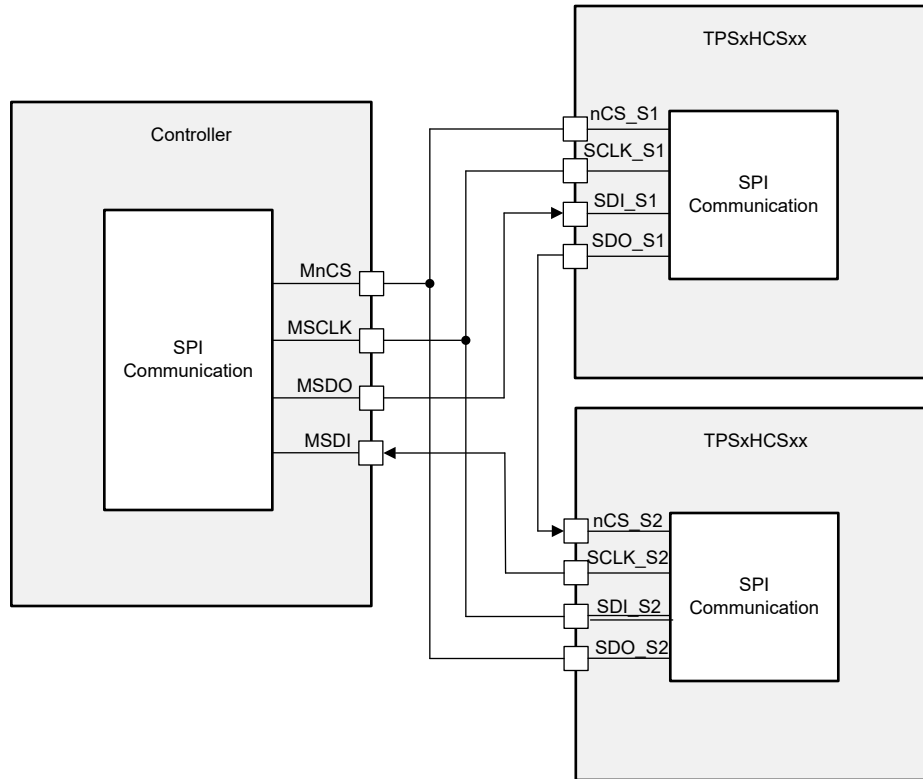 Controller
SPI
Communication
MnCS
MSCLK
MSDO
MSDI
TPSxHCSxx
nCS_S1
SCLK_S1
SDI_S1
SDO_S1
SPI
Communication
TPSxHCSxx
nCS_S2
SCLK_S2
SDI_S2
SDO_S2
SPI
Communication